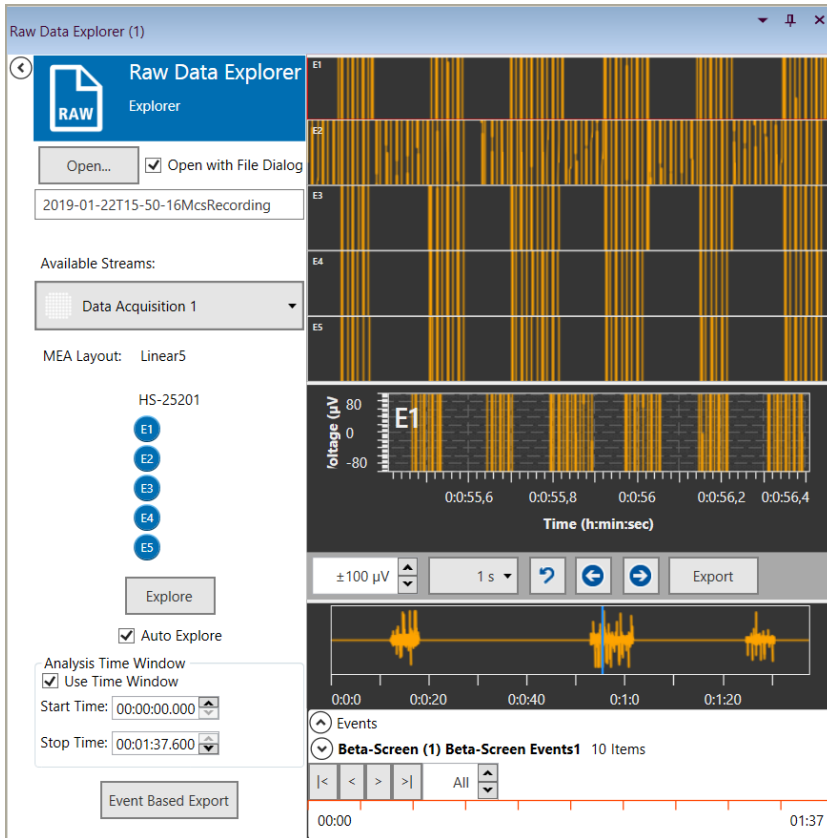 Raw Data Explorer (1)
Raw Data Explorer
Explorer
RAW
Open...
Open with File Dialog
2019-01-22T15-50-16McsRecording
Available Streams:
Data Acquisition 1
MEA Layout: Linear5
HS-25201
E1
E2
E3
E4
E5
Explore
Auto Explore
Analysis Time Window
Use Time Window
Start Time: 00:00:00.000
Stop Time: 00:01:37.600
Event Based Export
E1
E2
E3
E4
E5
Voltage (µV
80
0
-80
E1
0:0:55,6 0:0:55,8 0:0:56 0:0:56,2 0:0:56,4
Time (h:min:sec)
±100 µV 1 s Export
0:0:0 0:0:20 0:0:40 0:1:0 0:1:20
Events
Beta-Screen (1) Beta-Screen Events1 10 Items
|< < > >| All
00:00 01:37